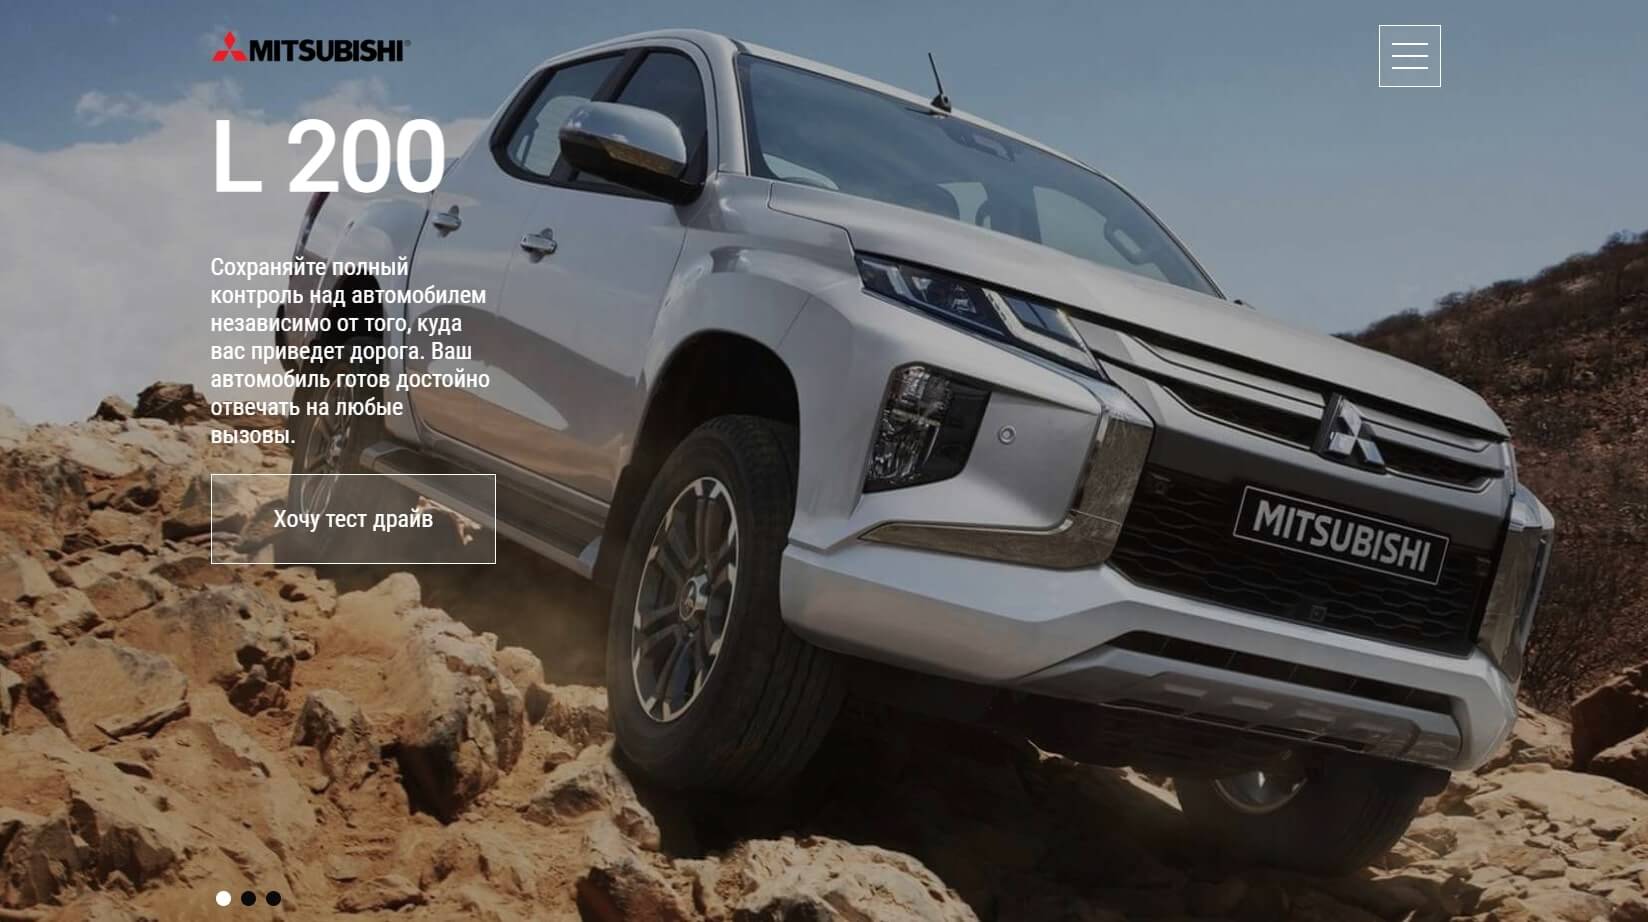 MITSUBISHI
L 200
Сохраняйте полный
контроль над автомобилем
независимо от того, куда
вас приведет дорога. Ваш
автомобиль готов достойно
отвечать на любые
вызовы.
Хочу тест драйв
MITSUBISHI